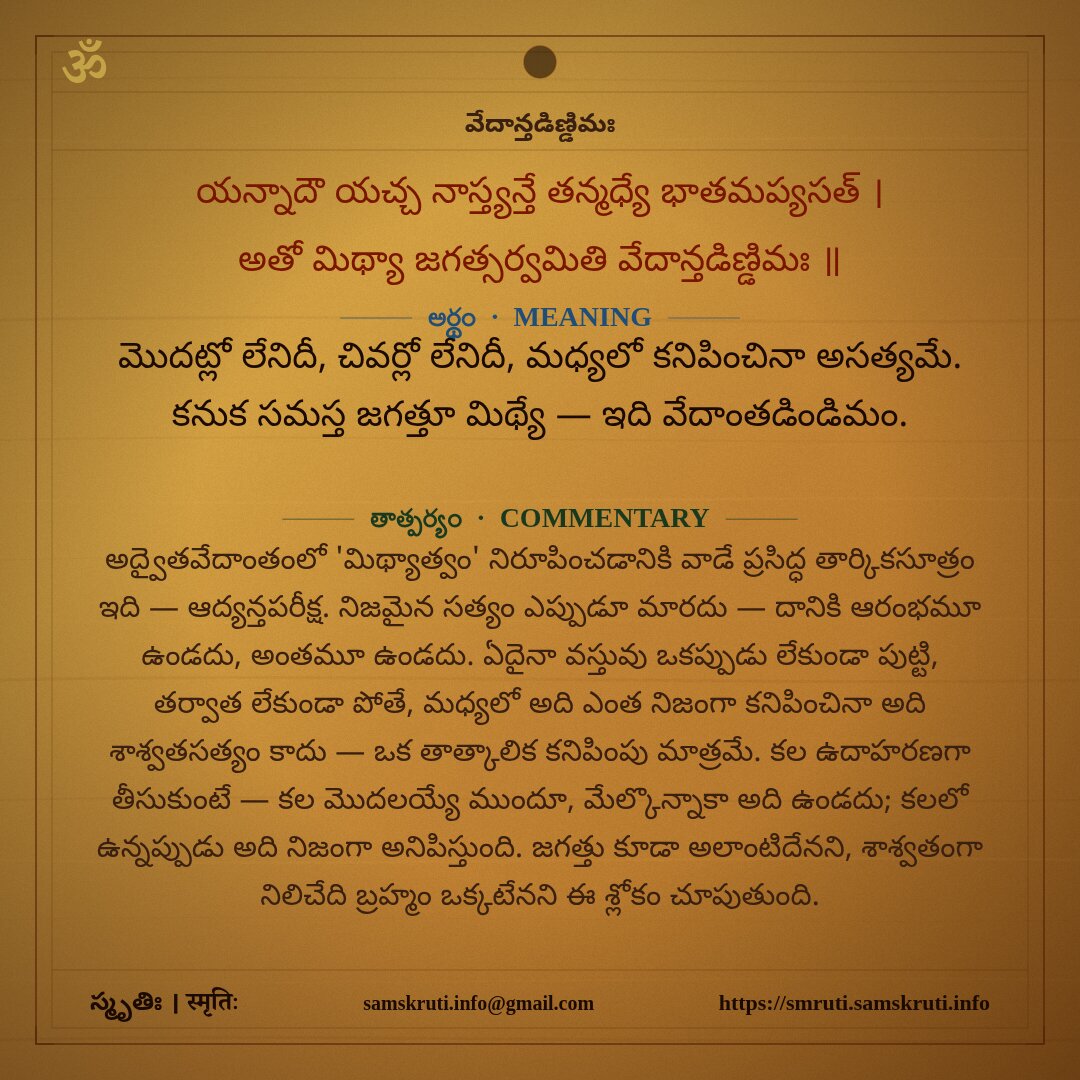 ॐ
వేదాన్తడిణ్డిమః
యన్నాదౌ యచ్చ నాస్త్యన్తే తన్మధ్యే భాతమప్యసత్ |
అతో మిథ్యా జగత్సర్వమితి వేదాన్తడిణ్డిమః ||
అర్థం · MEANING
మొదట్లో లేనిదీ, చివర్లో లేనిదీ, మధ్యలో కనిపించినా అసత్యమే.
కనుక సమస్త జగత్తూ మిథ్యే — ఇది వేదాంతడిండిమం.
తాత్పర్యం · COMMENTARY
అద్వైతవేదాంతంలో 'మిథ్యాత్వం' నిరూపించడానికి వాడే ప్రసిద్ధ తార్కికసూత్రం
ఇది — ఆద్యన్తపరీక్ష. నిజమైన సత్యం ఎప్పుడూ మారదు — దానికి ఆరంభమూ
ఉండదు, అంతమూ ఉండదు. ఏదైనా వస్తువు ఒకప్పుడు లేకుండా పుట్టి,
తర్వాత లేకుండా పోతే, మధ్యలో అది ఎంత నిజంగా కనిపించినా అది
శాశ్వతసత్యం కాదు — ఒక తాత్కాలిక కనిపింపు మాత్రమే. కల ఉదాహరణగా
తీసుకుంటే — కల మొదలయ్యే ముందూ, మేల్కొన్నాకా అది ఉండదు; కలలో
ఉన్నప్పుడు అది నిజంగా అనిపిస్తుంది. జగత్తు కూడా అలాంటిదేనని, శాశ్వతంగా
నిలిచేది బ్రహ్మం ఒక్కటేనని ఈ శ్లోకం చూపుతుంది.
స్మృతిః | स्मृतिः samskruti.info@gmail.com https://smruti.samskruti.info